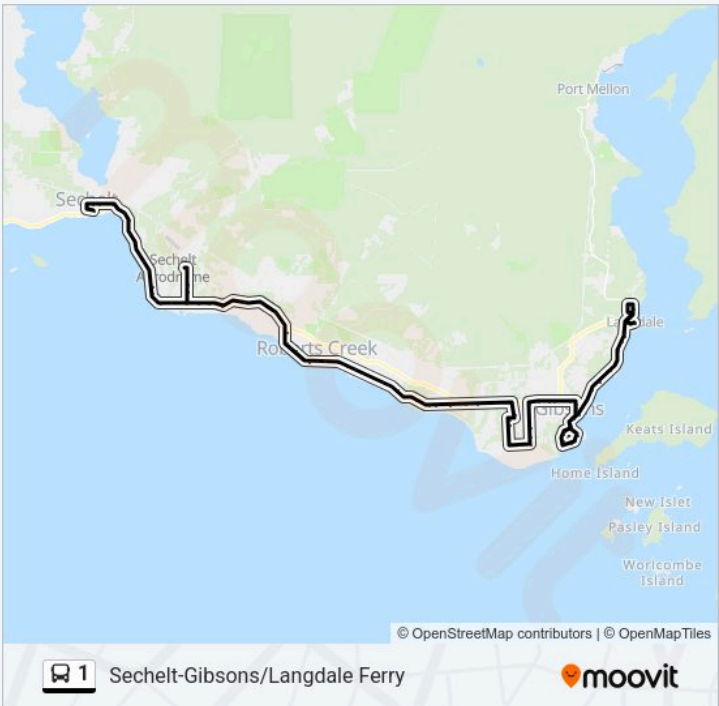 Port Mellon
Sechelt
Sechelt
Aerodrome
Langdale
Roberts Creek
Gibsons
Keats Island
Home Island
New Islet
Pasley Island
Worlcombe
Island
© OpenStreetMap contributors | © OpenMapTiles
1 Sechelt-Gibsons/Langdale Ferry
moovit